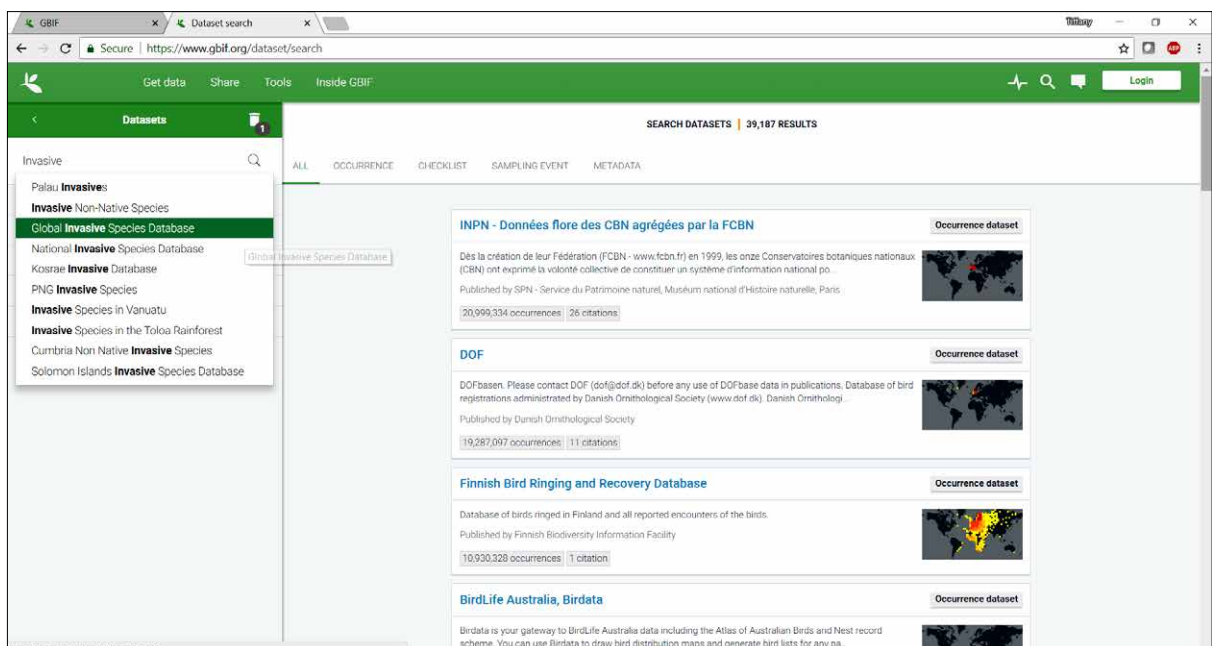 GBIF
Dataset search
Tiffany
Secure | https://www.gbif.org/dataset/search
Get data Share Tools Inside GBIF
Login
Datasets
1
SEARCH DATASETS | 39,187 RESULTS
Invasive
ALL OCCURRENCE CHECKLIST SAMPLING EVENT METADATA
Palau Invasives
Invasive Non-Native Species
Global Invasive Species Database
National Invasive Species Database
Global Invasive Species Database
Kosrae Invasive Database
PNG Invasive Species
Invasive Species in Vanuatu
Invasive Species in the Toloa Rainforest
Cumbria Non Native Invasive Species
Solomon Islands Invasive Species Database
INPN - Données flore des CBN agrégées par la FCBN
Occurrence dataset
Dès la création de leur Fédération (FCBN - www.fcbn.fr) en 1999, les onze Conservatoires botaniques nationaux
(CBN) ont exprimé la volonté collective de constituer un système d'information national po...
Published by SPN - Service du Patrimoine naturel, Muséum national d'Histoire naturelle, Paris
20,999,334 occurrences 26 citations
DOF
Occurrence dataset
DOFbasen. Please contact DOF (dof@dof.dk) before any use of DOFbase data in publications. Database of bird
registrations administrated by Danish Ornithological Society (www.dof.dk). Danish Ornithologi...
Published by Danish Ornithological Society
19,287,097 occurrences 11 citations
Finnish Bird Ringing and Recovery Database
Occurrence dataset
Database of birds ringed in Finland and all reported encounters of the birds.
Published by Finnish Biodiversity Information Facility
10,930,328 occurrences 1 citation
BirdLife Australia, Birdata
Occurrence dataset
Birdata is your gateway to BirdLife Australia data including the Atlas of Australian Birds and Nest record
scheme. You can use Birdata to draw bird distribution maps and generate bird lists for any pa...